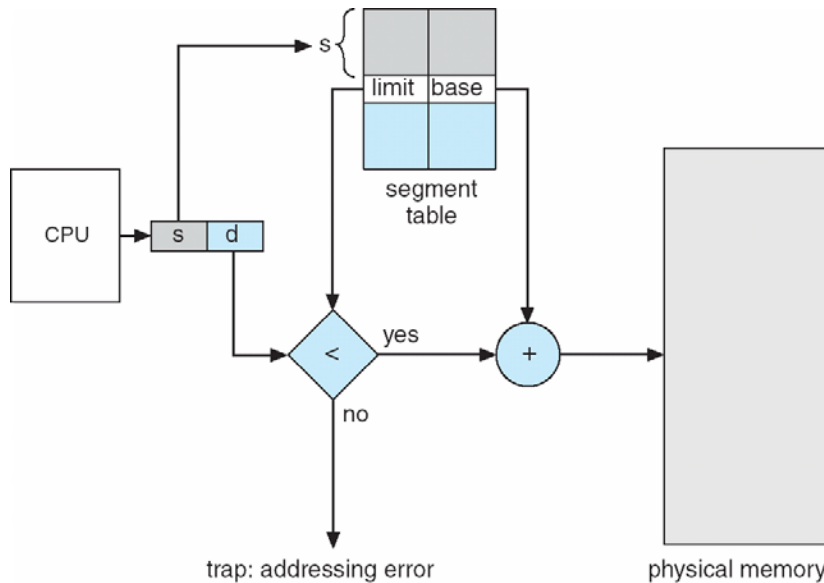 s
limit base
segment
table
CPU
s d
<
yes
+
no
trap: addressing error
physical memory